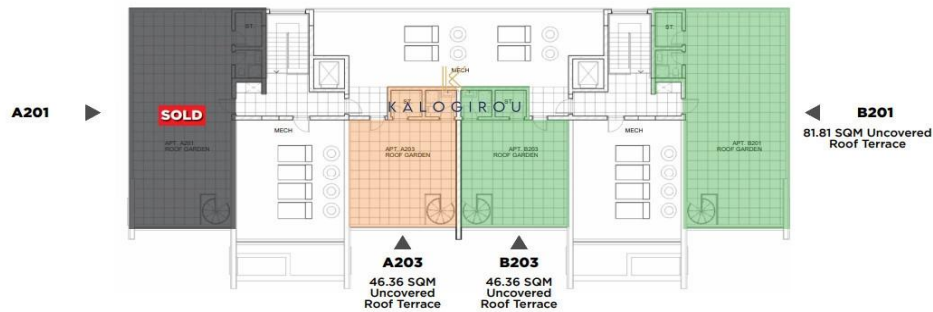 ST.
ST.
MECH
KALOGIROU
A201
SOLD
B201
81.81 SQM Uncovered
Roof Terrace
ST.
ST.
MECH
MECH
APT. A201
ROOF GARDEN
APT. A203
ROOF GARDEN
APT. B203
ROOF GARDEN
APT. B201
ROOF GARDEN
A203
46.36 SQM
Uncovered
Roof Terrace
B203
46.36 SQM
Uncovered
Roof Terrace